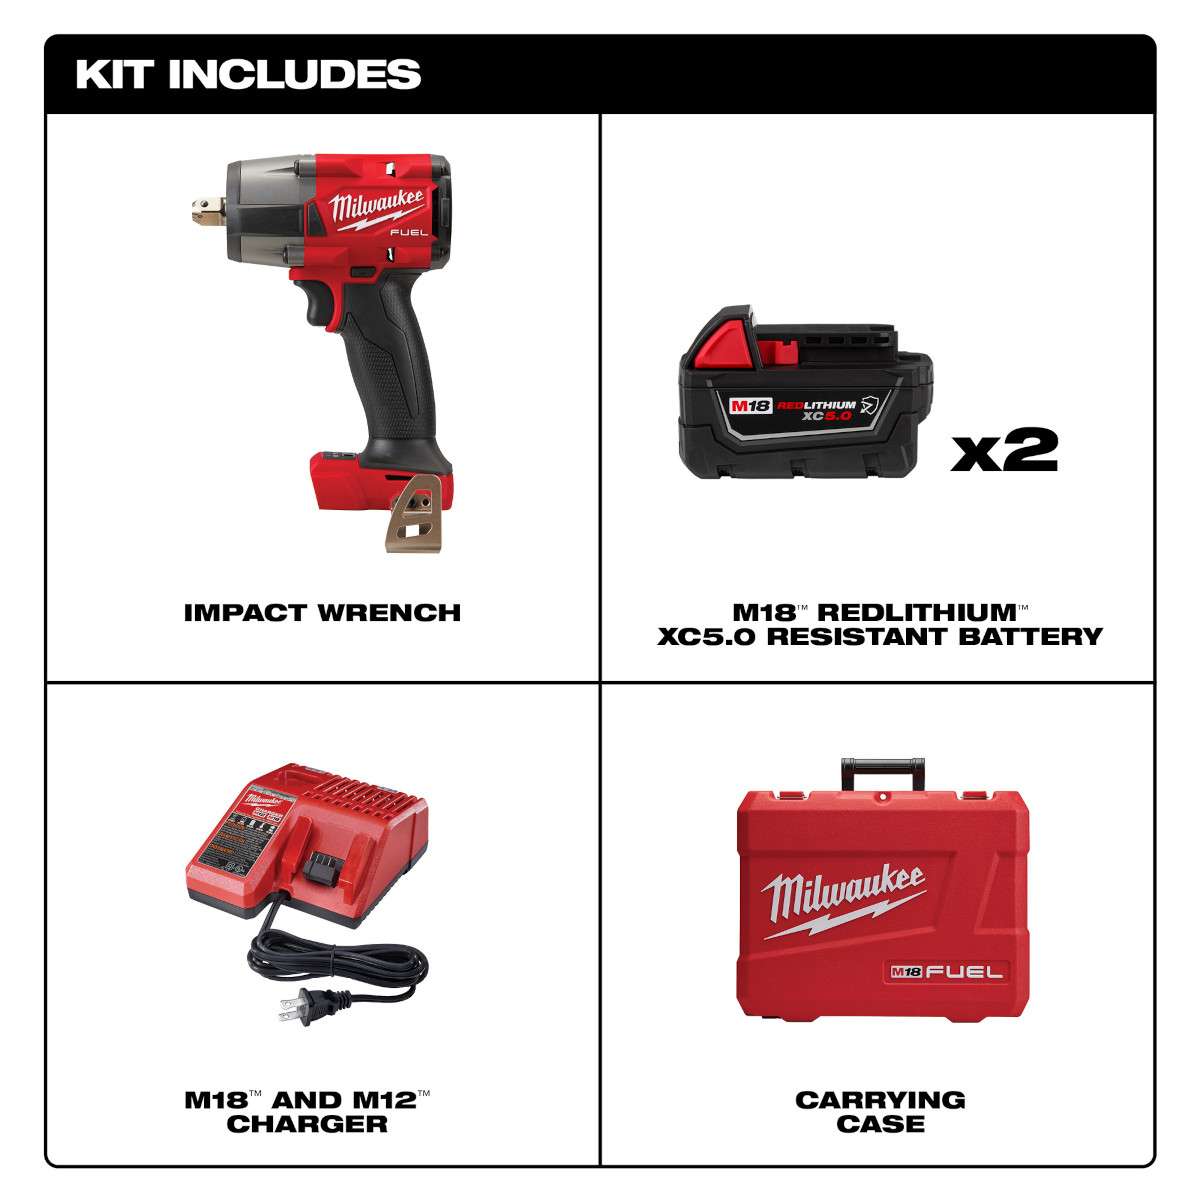 KIT INCLUDES
Milwaukee
FUEL
IMPACT WRENCH
M18 REDLITHIUM
XC5.0
x2
M18™ REDLITHIUM™
XC5.0 RESISTANT BATTERY
Milwaukee
CHARGER
M18™ AND M12™
CHARGER
Milwaukee
M18 FUEL
CARRYING
CASE